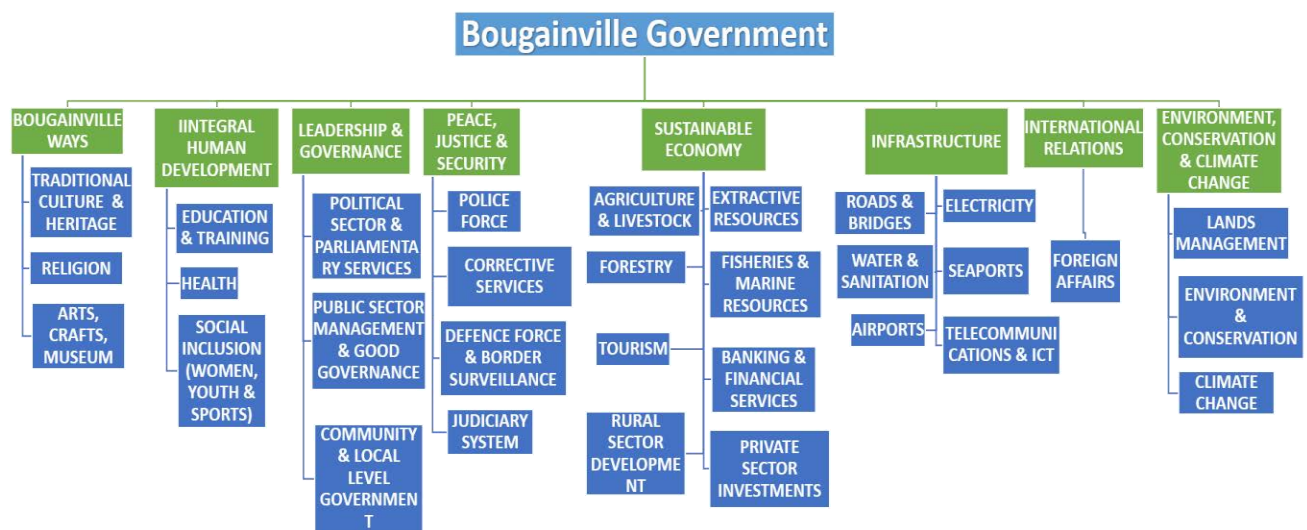 Bougainville Government
BOUGAINVILLE
WAYS
TRADITIONAL
CULTURE &
HERITAGE
RELIGION
ARTS,
CRAFTS,
MUSEUM
IINTEGRAL
HUMAN
DEVELOPMENT
EDUCATION
& TRAINING
HEALTH
SOCIAL
INCLUSION
(WOMEN,
YOUTH &
SPORTS)
LEADERSHIP &
GOVERNANCE
POLITICAL
SECTOR &
PARLIAMENTA
RY SERVICES
PUBLIC SECTOR
MANAGEMENT
& GOOD
GOVERNANCE
COMMUNITY
& LOCAL
LEVEL
GOVERNMEN
T
PEACE,
JUSTICE &
SECURITY
POLICE
FORCE
CORRECTIVE
SERVICES
DEFENCE FORCE
& BORDER
SURVEILLANCE
JUDICIARY
SYSTEM
SUSTAINABLE
ECONOMY
AGRICULTURE
& LIVESTOCK
EXTRACTIVE
RESOURCES
FORESTRY
FISHERIES &
MARINE
RESOURCES
TOURISM
BANKING &
FINANCIAL
SERVICES
RURAL
SECTOR
DEVELOPME
NT
PRIVATE
SECTOR
INVESTMENTS
INFRASTRUCTURE
ROADS &
BRIDGES
ELECTRICITY
WATER &
SANITATION
SEAPORTS
AIRPORTS
TELECOMMUNI
CATIONS & ICT
INTERNATIONAL
RELATIONS
FOREIGN
AFFAIRS
ENVIRONMENT,
CONSERVATION
& CLIMATE
CHANGE
LANDS
MANAGEMENT
ENVIRONMENT
&
CONSERVATION
CLIMATE
CHANGE